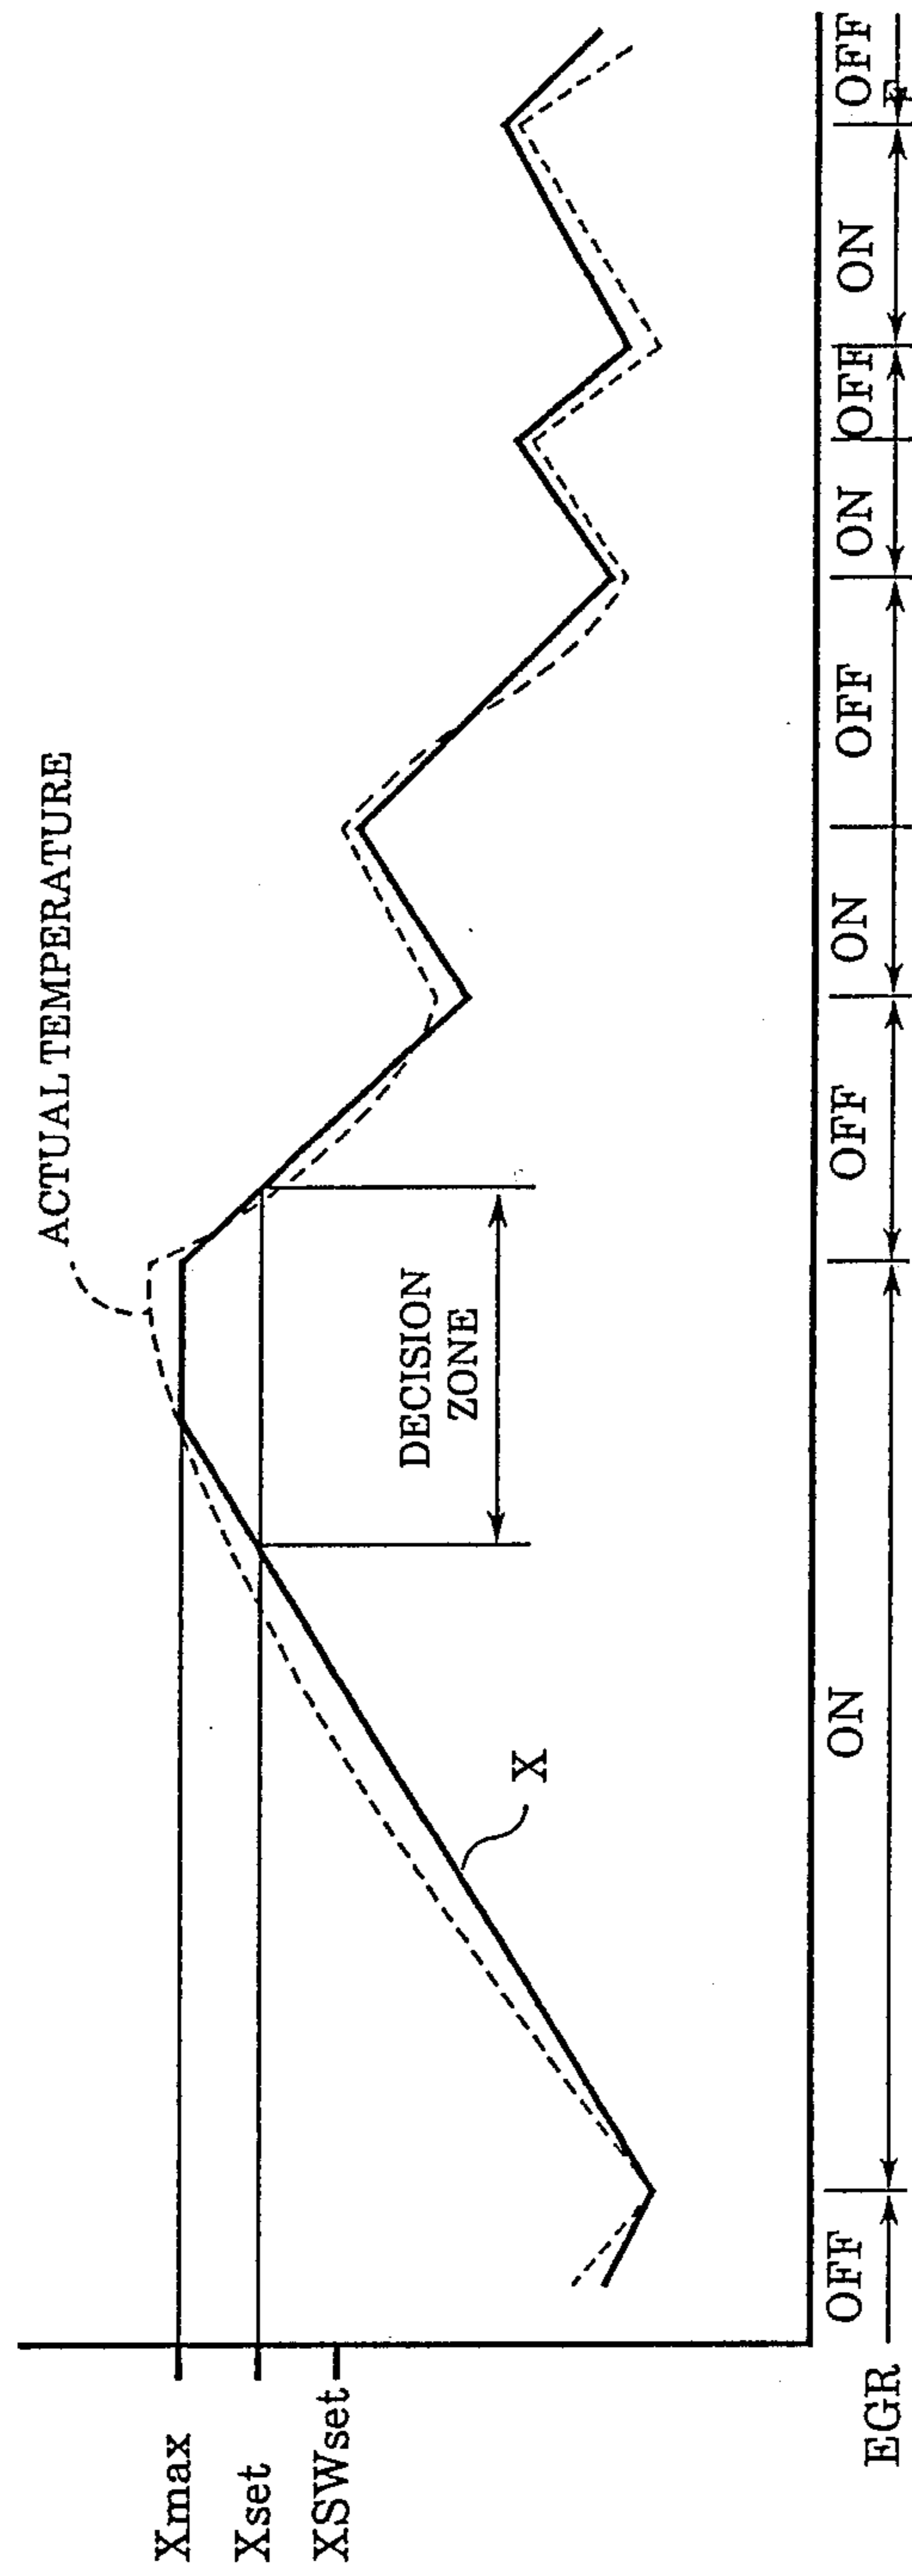 ACTUAL TEMPERATURE
Xmax
Xset
XSWset
DECISION
ZONE
X
EGR
OFF
ON
OFF
ON
OFF
ON
OFF
ON
OFF